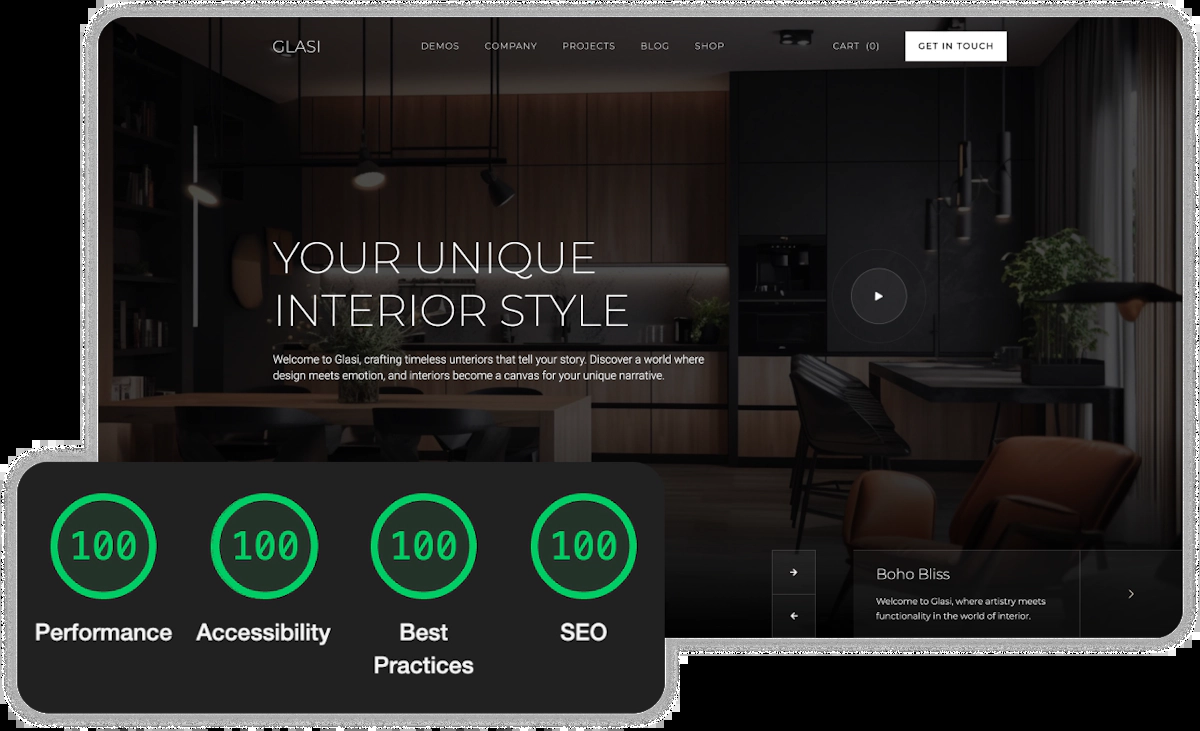 GLASI
DEMOS COMPANY PROJECTS BLOG SHOP
CART (0)
GET IN TOUCH
YOUR UNIQUE
INTERIOR STYLE
Welcome to Glasi, crafting timeless unteriors that tell your story. Discover a world where
design meets emotion, and interiors become a canvas for your unique narrative.
Boho Bliss
Welcome to Glasi, where artistry meets
functionality in the world of interior.
100 100 100 100
Performance Accessibility Best SEO
Practices